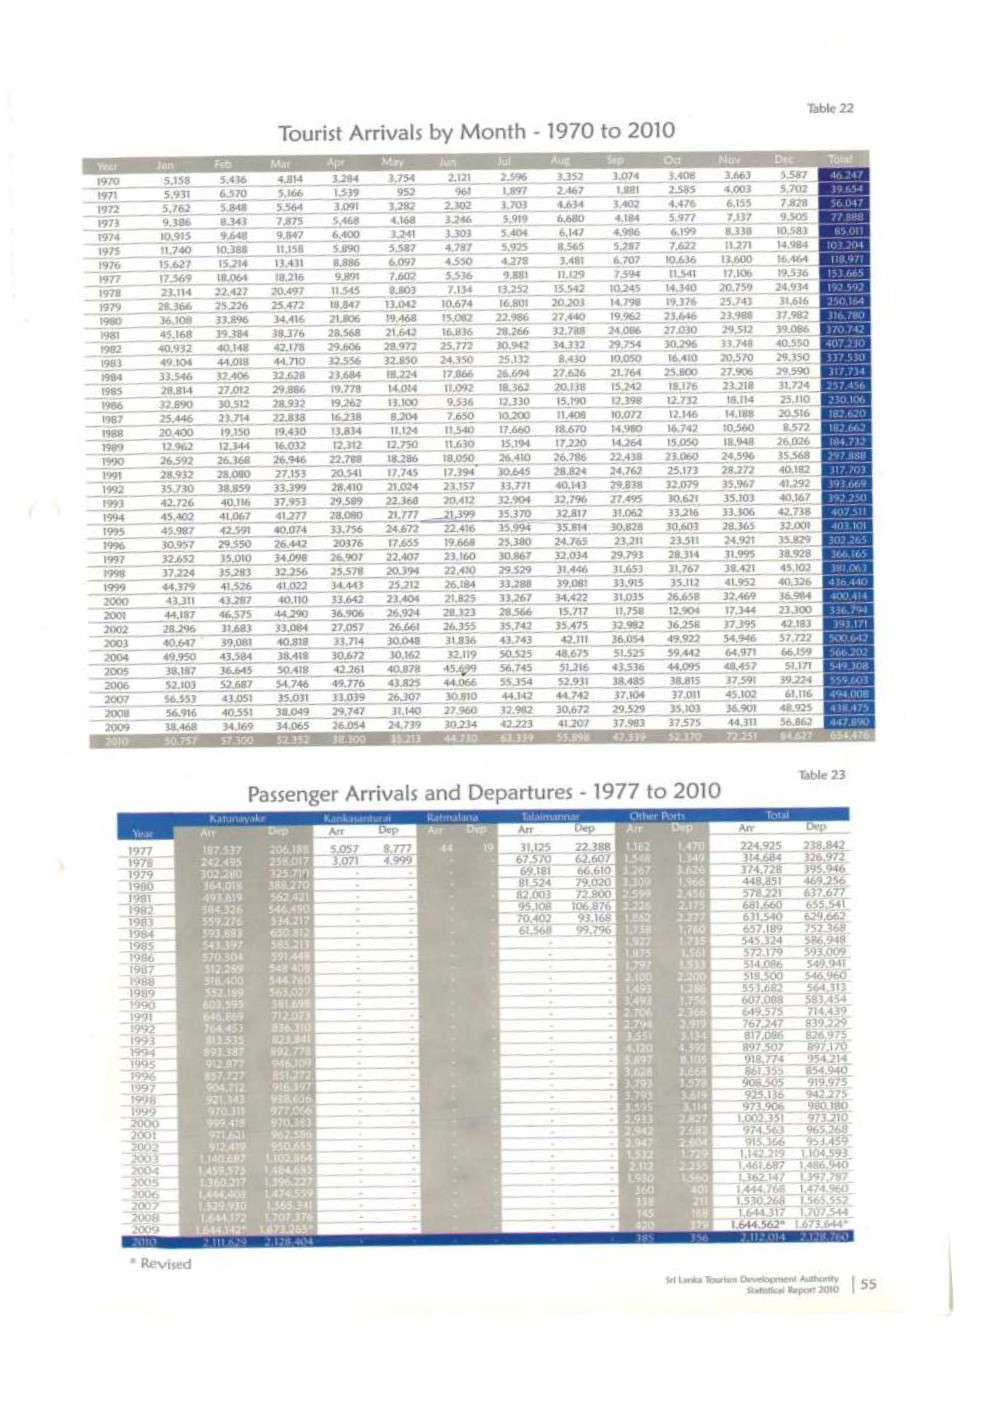 Table 22
Tourist Arrivals by Month - 1970 to 2010
Year Jan Feb Mar Apr May Jun Jul Aug Sep Oct Nov Dec Total
1970 5,158 5,436 4,814 3,284 3,754 2,121 2,596 3,352 3,074 3,408 3,663 5,587 46,247
1971 5,931 6,570 5,166 1,539 952 961 1,897 2,467 1,881 2,585 4,003 5,702 39,654
1972 5,762 5,848 5,564 3,091 3,282 2,302 3,703 4,634 3,402 4,476 6,155 7,828 56,047
1973 9,386 8,343 7,875 5,468 4,168 3,246 5,919 6,680 4,184 5,977 7,137 9,505 77,888
1974 10,915 9,648 9,847 6,400 3,241 3,303 5,404 6,147 4,986 6,199 8,338 10,583 85,011
1975 11,740 10,388 11,158 5,890 5,587 4,787 5,925 8,565 5,287 7,622 11,271 14,984 103,204
1976 15,627 15,214 13,431 8,886 6,097 4,550 4,278 3,481 6,707 10,636 13,600 16,464 118,971
1977 17,569 18,064 18,216 9,891 7,602 5,536 9,881 11,129 7,594 11,541 17,106 19,536 153,665
1978 23,114 22,427 20,497 11,545 8,803 7,134 13,252 15,542 10,245 14,340 20,759 24,934 192,592
1979 28,366 25,226 25,472 18,847 13,042 10,674 16,801 20,203 14,798 19,376 25,743 31,616 250,164
1980 36,108 33,896 34,416 21,806 19,468 15,082 22,986 27,440 19,962 23,646 23,988 37,982 316,780
1981 45,168 39,384 38,376 28,568 21,642 16,836 28,266 32,788 24,086 27,030 29,512 39,086 370,742
1982 40,932 40,148 42,178 29,606 28,972 25,772 30,942 34,332 29,754 30,296 33,748 40,550 407,230
1983 49,104 44,018 44,710 32,556 32,850 24,350 25,132 8,430 10,050 16,410 20,570 29,350 337,530
1984 33,546 32,406 32,628 23,684 18,224 17,866 26,694 27,626 21,764 25,800 27,906 29,590 317,734
1985 28,814 27,012 29,886 19,778 14,014 11,092 18,362 20,138 15,242 18,176 23,218 31,724 257,456
1986 32,890 30,512 28,932 19,262 13,100 9,536 12,330 15,190 12,398 12,732 18,114 25,110 230,106
1987 25,446 23,714 22,838 16,238 8,204 7,650 10,200 11,408 10,072 12,146 14,188 20,516 182,620
1988 20,400 19,150 19,430 13,834 11,124 11,540 17,660 18,670 14,980 16,742 10,560 8,572 182,662
1989 12,962 12,344 16,032 12,312 12,750 11,630 15,194 17,220 14,264 15,050 18,948 26,026 184,732
1990 26,592 26,368 26,946 22,788 18,286 18,050 26,410 26,786 22,438 23,060 24,596 35,568 297,888
1991 28,932 28,080 27,153 20,541 17,745 17,394 30,645 28,824 24,762 25,173 28,272 40,182 317,703
1992 35,730 38,859 33,399 28,410 21,024 23,157 33,771 40,143 29,838 32,079 35,967 41,292 393,669
1993 42,726 40,116 37,953 29,589 22,368 20,412 32,904 32,796 27,495 30,621 35,103 40,167 392,250
1994 45,402 41,067 41,277 28,080 21,777 21,399 35,370 32,817 31,062 33,216 33,306 42,738 407,511
1995 45,987 42,591 40,074 33,756 24,672 22,416 35,994 35,814 30,828 30,603 28,365 32,001 403,101
1996 30,957 29,550 26,442 20376 17,655 19,668 25,380 24,765 23,211 23,511 24,921 35,829 302,265
1997 32,652 35,010 34,098 26,907 22,407 23,160 30,867 32,034 29,793 28,314 31,995 38,928 366,165
1998 37,224 35,283 32,256 25,578 20,394 22,420 29,529 31,446 31,653 31,767 38,421 45,102 381,063
1999 44,379 41,526 41,022 34,443 25,212 26,184 33,288 39,081 33,915 35,112 41,952 40,326 436,440
2000 43,311 43,287 40,110 33,642 23,404 21,825 33,267 34,422 31,035 26,658 32,469 36,984 400,414
2001 44,187 46,575 44,290 36,906 26,924 28,323 28,566 15,717 11,758 12,904 17,344 23,300 336,794
2002 28,296 31,683 33,084 27,057 26,661 26,355 35,742 35,475 32,982 36,258 37,395 42,183 393,171
2003 40,647 39,081 40,818 33,714 30,048 31,836 43,743 42,111 36,054 49,922 54,946 57,722 500,642
2004 49,950 43,584 38,418 30,672 30,162 32,119 50,525 48,675 51,525 59,442 64,971 66,159 566,202
2005 38,187 36,645 50,418 42,261 40,878 45,699 56,745 51,216 43,536 44,095 48,457 51,171 549,308
2006 52,103 52,687 54,746 49,776 43,825 44,066 55,354 52,931 38,485 38,815 37,591 39,224 559,603
2007 56,553 43,051 35,031 33,039 26,307 30,810 44,142 44,742 37,104 37,011 45,102 61,116 494,008
2008 56,916 40,551 38,049 29,747 31,140 27,960 32,982 30,672 29,529 35,103 36,901 48,925 438,475
2009 38,468 34,169 34,065 26,054 24,739 30,234 42,223 41,207 37,983 37,575 44,311 56,862 447,890
2010 50,757 57,300 52,352 38,300 35,213 44,730 63,339 55,898 47,339 52,370 72,251 84,627 654,476
Table 23
Passenger Arrivals and Departures - 1977 to 2010
Katunayake Kankasanturai Ratmalana Talaimannar Other Ports Total
Year Arr Dep Arr Dep Arr Dep Arr Dep Arr Dep Arr Dep
1977 187,537 206,188 5,057 8,777 44 19 31,125 22,388 1,162 1,470 224,925 238,842
1978 242,495 258,017 3,071 4,999 - - 67,570 62,607 1,548 1,349 314,684 326,972
1979 302,280 - - - - 69,181 66,610 3,267 374,728 395,946
1980 364,018 388,270 - - - - 81,524 79,020 3,309 1,966 448,851 469,256
1981 493,619 562,421 - - - - 82,003 72,800 2,599 2,456 578,221 637,677
1982 584,326 546,490 - - - - 95,108 106,876 2,226 2,175 681,660 655,541
1983 559,276 534,217 - - - - 70,402 93,168 1,862 2,277 631,540 629,662
1984 593,883 650,812 - - - - 61,568 99,796 1,738 1,760 657,189 752,368
1985 543,397 585,213 - - - - - - 1,927 1,735 545,324 586,948
1986 570,304 591,448 - - - - - - 1,875 1,561 572,179 593,009
1987 512,289 548,408 - - - - - - 1,797 1,533 514,086 549,941
1988 516,400 544,760 - - - - - - 2,100 2,200 518,500 546,960
1989 552,189 563,027 - - - - - - 1,493 1,286 553,682 564,313
1990 603,595 581,698 - - - - - - 3,493 1,756 607,088 583,454
1991 646,869 712,073 - - - - - - 2,706 2,366 649,575 714,439
1992 764,453 836,310 - - - - - - 2,794 2,919 767,247 839,229
1993 813,535 823,841 - - - - - - 3,551 3,134 817,086 826,975
1994 893,387 892,778 - - - - - - 4,120 4,392 897,507 897,170
1995 912,877 946,109 - - - - - - 5,897 8,105 918,774 954,214
1996 857,727 851,272 - - - - - - 3,628 3,668 861,355 854,940
1997 904,712 916,397 - - - - - - 3,793 3,578 908,505 919,975
1998 921,343 938,656 - - - - - - 3,793 3,619 925,136 942,275
1999 970,311 977,066 - - - - - - 3,595 3,114 973,906 980,180
2000 999,418 970,383 - - - - - - 2,933 2,827 1,002,351 973,210
2001 971,621 962,586 - - - - - - 2,942 2,682 974,563 965,268
2002 912,419 950,655 - - - - - - 2,947 2,804 915,366 953,459
2003 1,140,687 1,102,864 - - - - - - 1,532 1,729 1,142,219 1,104,593
2004 1,459,575 1,484,685 - - - - - - 2,112 2,255 1,461,687 1,486,940
2005 1,360,217 1,396,227 - - - - - - 1,930 1,560 1,362,147 1,397,787
2006 1,444,408 1,474,559 - - - - - - 360 401 1,444,768 1,474,960
2007 1,529,930 1,565,341 - - - - - - 338 211 1,530,268 1,565,552
2008 1,644,172 1,707,376 - - - - - - 145 168 1,644,317 1,707,544
2009 1,644,142* 1,673,265* - - - - - - 420 379 1,644,562* 1,673,644*
2010 2,111,629 2,128,404 - - - - - - 385 356 2,112,014 2,128,760
* Revised
Sri Lanka Tourism Development Authority
Statistical Report 2010 | 55